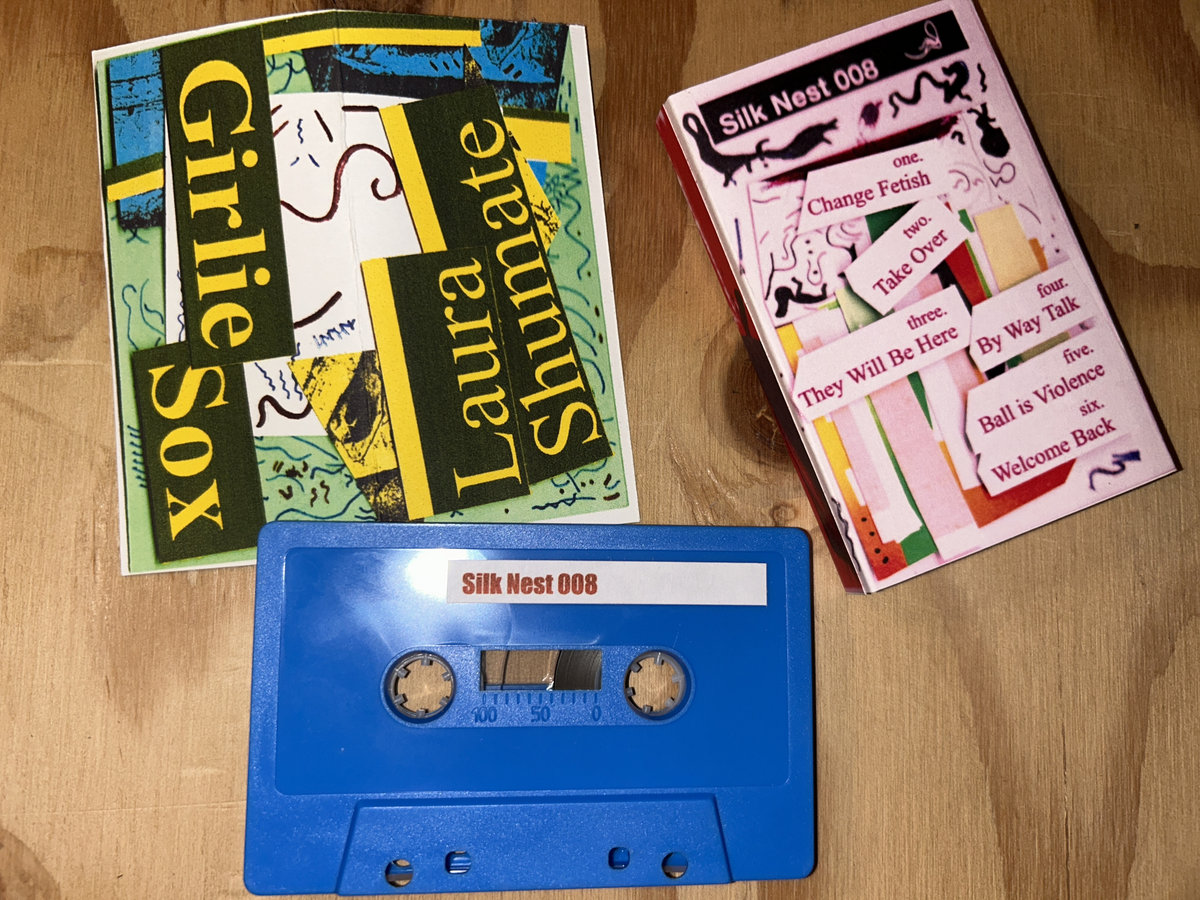 Girlie
Sox
Laura
Shumate
Silk Nest 008
one.
Change Fetish
two.
Take Over
three.
They Will Be Here
four.
By Way Talk
five.
Ball is Violence
six.
Welcome Back
Silk Nest 008
100 50 0